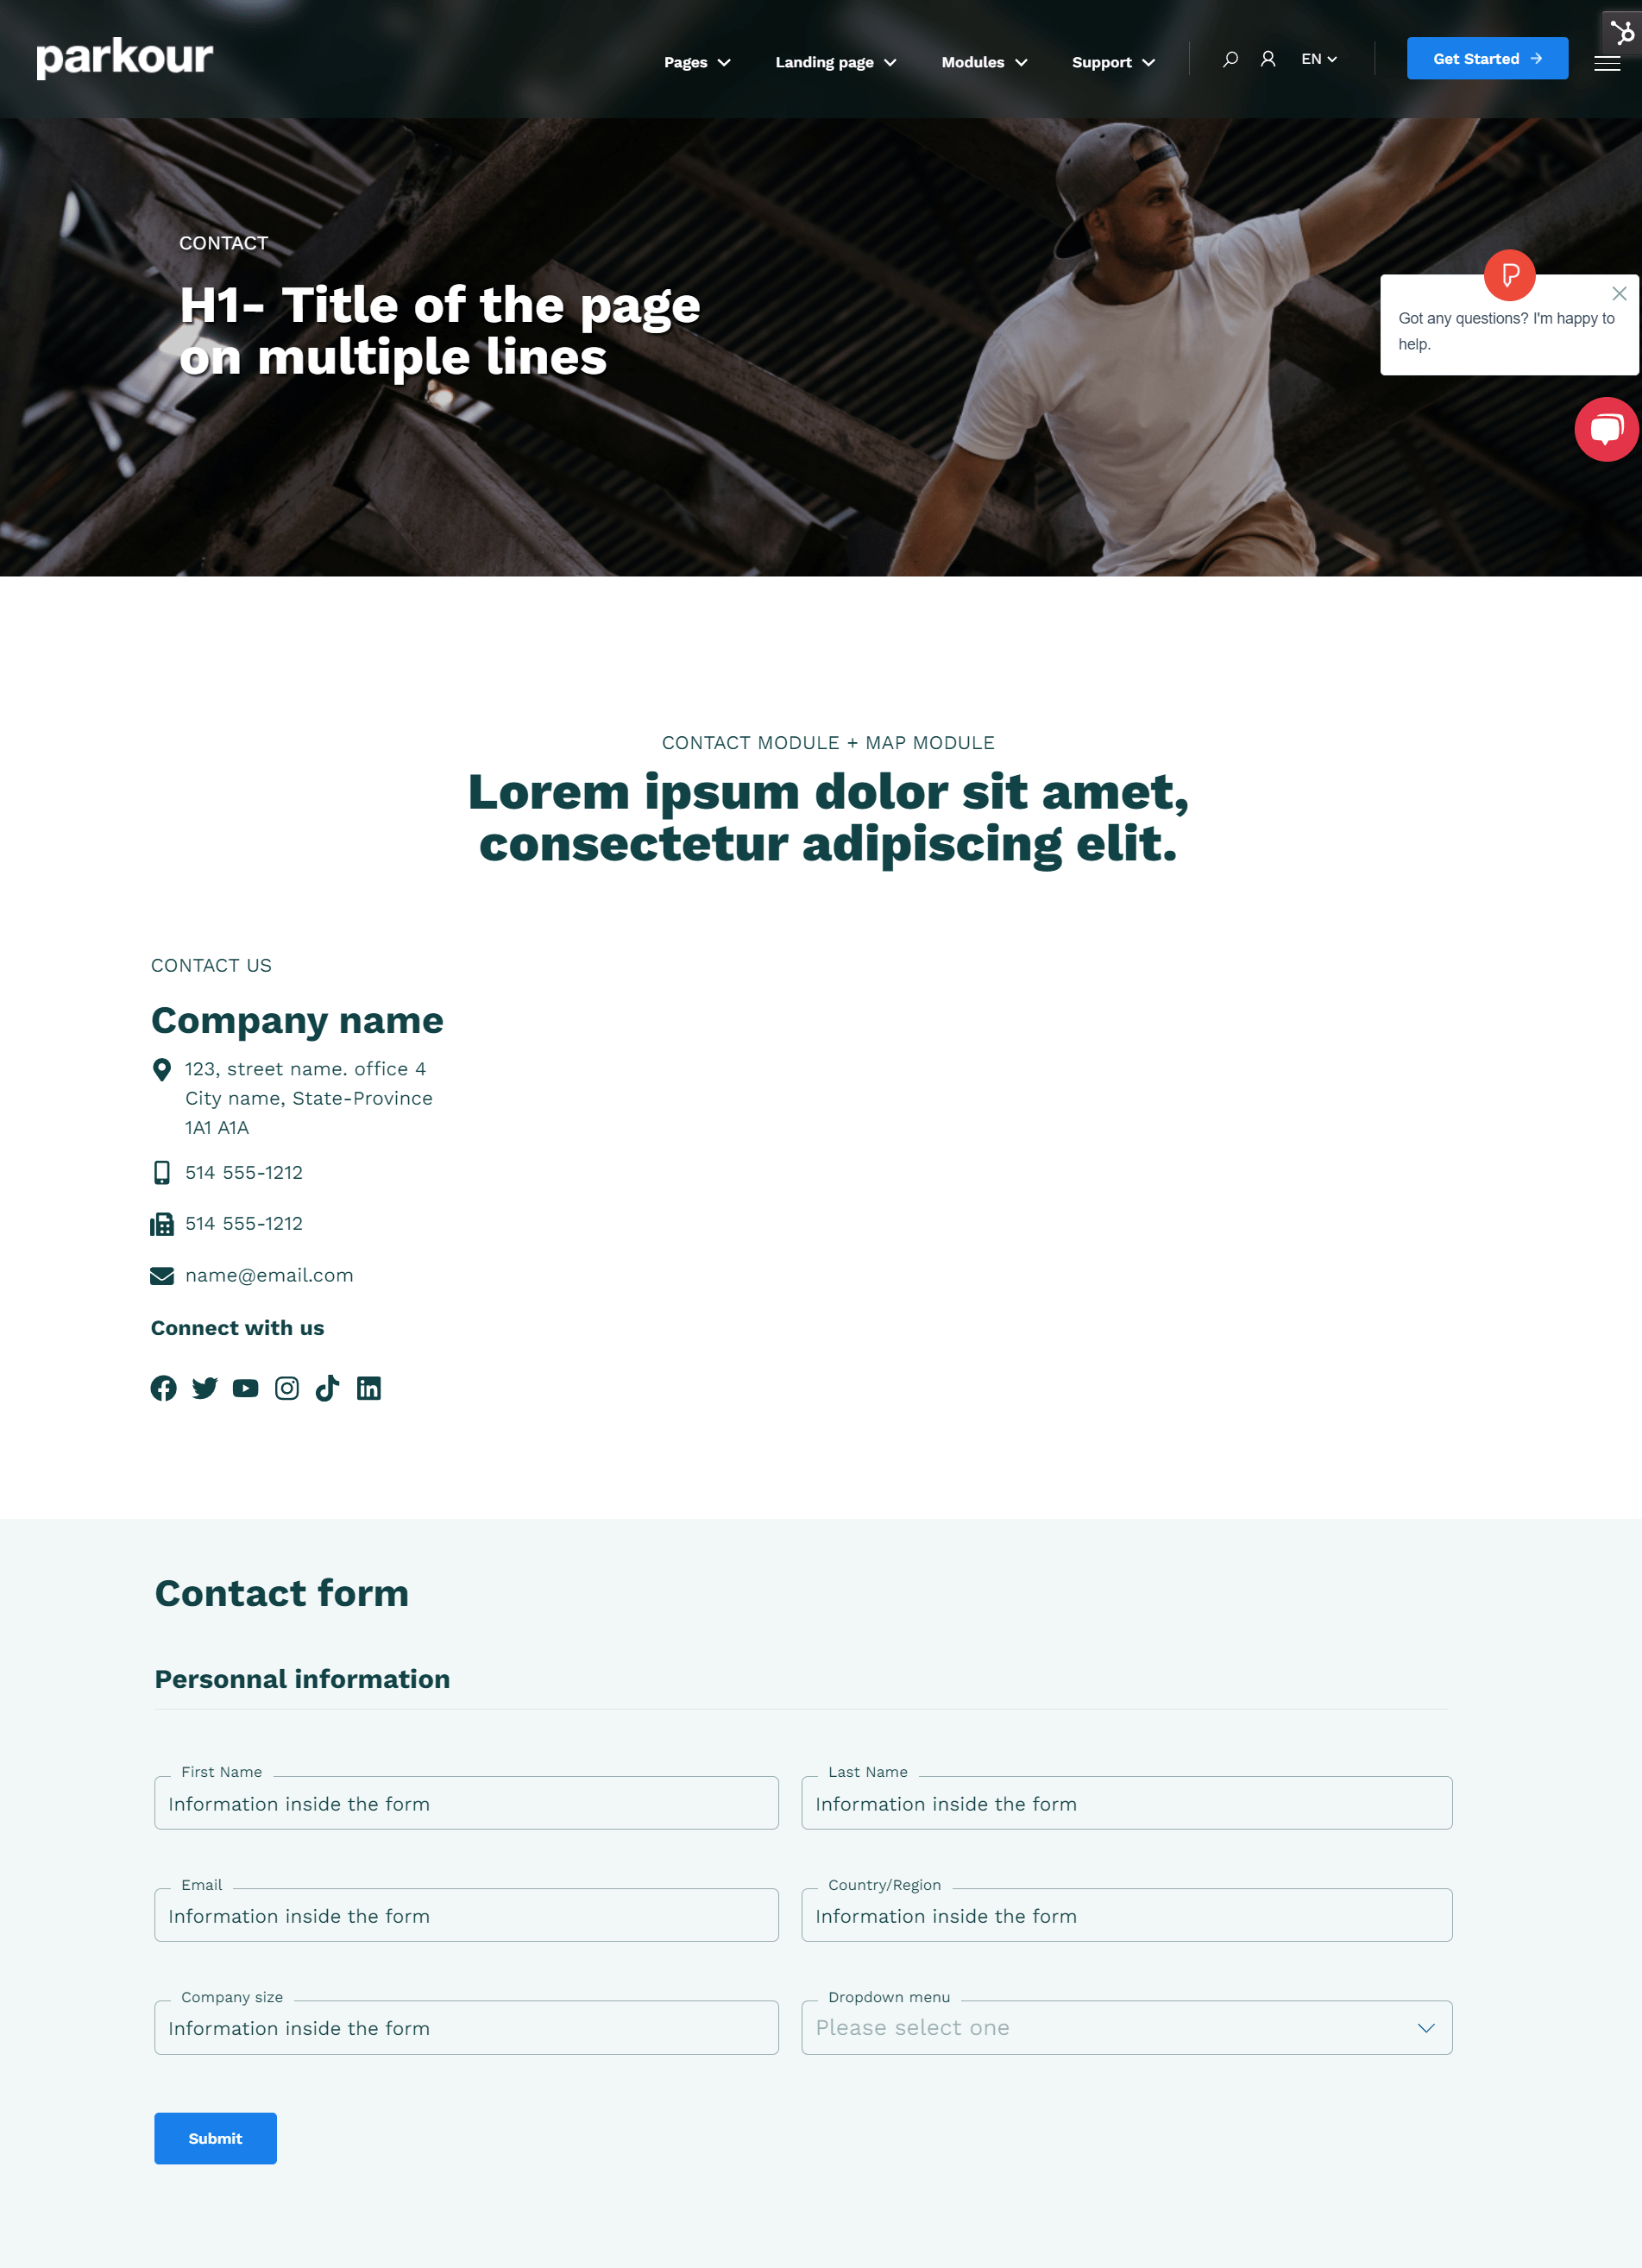 parkour
Pages
Landing page
Modules
Support
EN
Get Started
CONTACT
H1- Title of the page
on multiple lines
Got any questions? I'm happy to
help.
CONTACT MODULE + MAP MODULE
Lorem ipsum dolor sit amet,
consectetur adipiscing elit.
CONTACT US
Company name
123, street name. office 4
City name, State-Province
1A1 A1A
514 555-1212
514 555-1212
name@email.com
Connect with us
Contact form
Personnal information
First Name
Information inside the form
Last Name
Information inside the form
Email
Information inside the form
Country/Region
Information inside the form
Company size
Information inside the form
Dropdown menu
Please select one
Submit